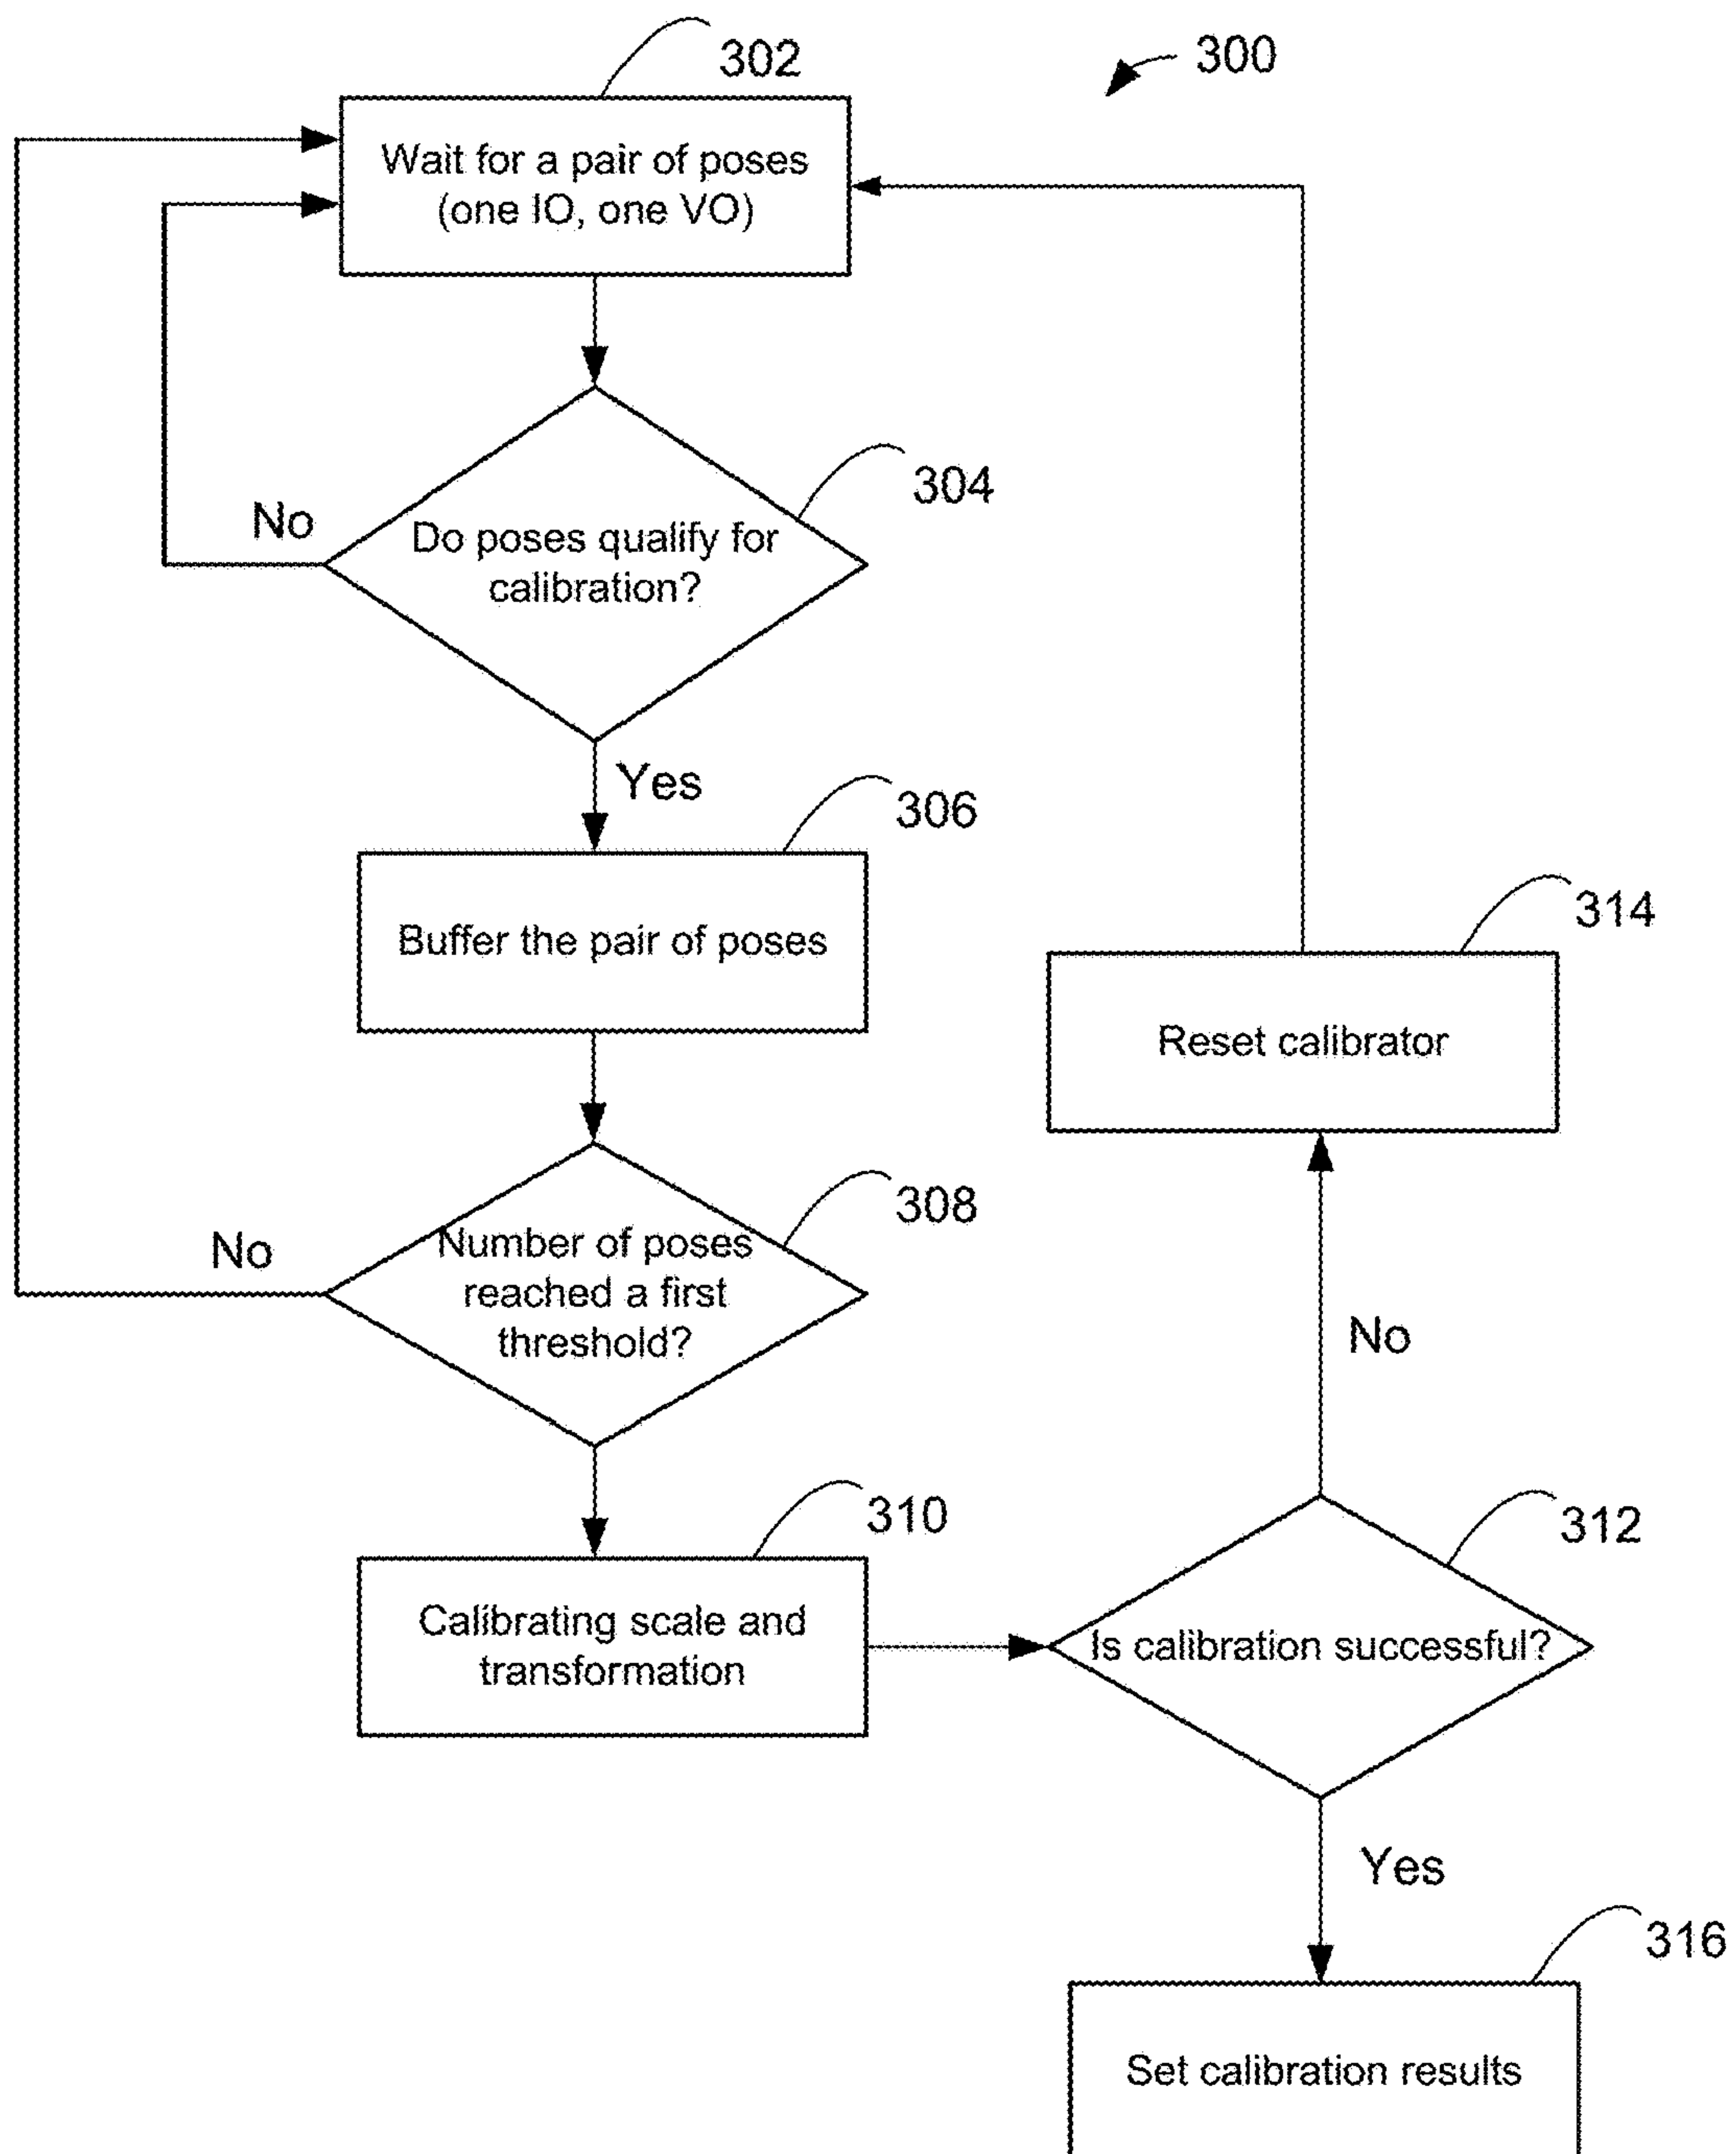 302
300
Wait for a pair of poses
(one IO, one VO)
304
No
Do poses qualify for
calibration?
Yes
306
Buffer the pair of poses
314
Reset calibrator
308
No
Number of poses
reached a first
threshold?
No
310
312
Calibrating scale and
transformation
Is calibration successful?
Yes
316
Set calibration results